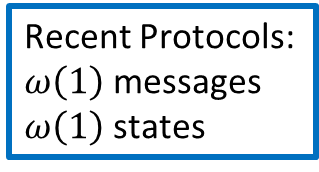 Recent Protocols:
ω(1) messages
ω(1) states